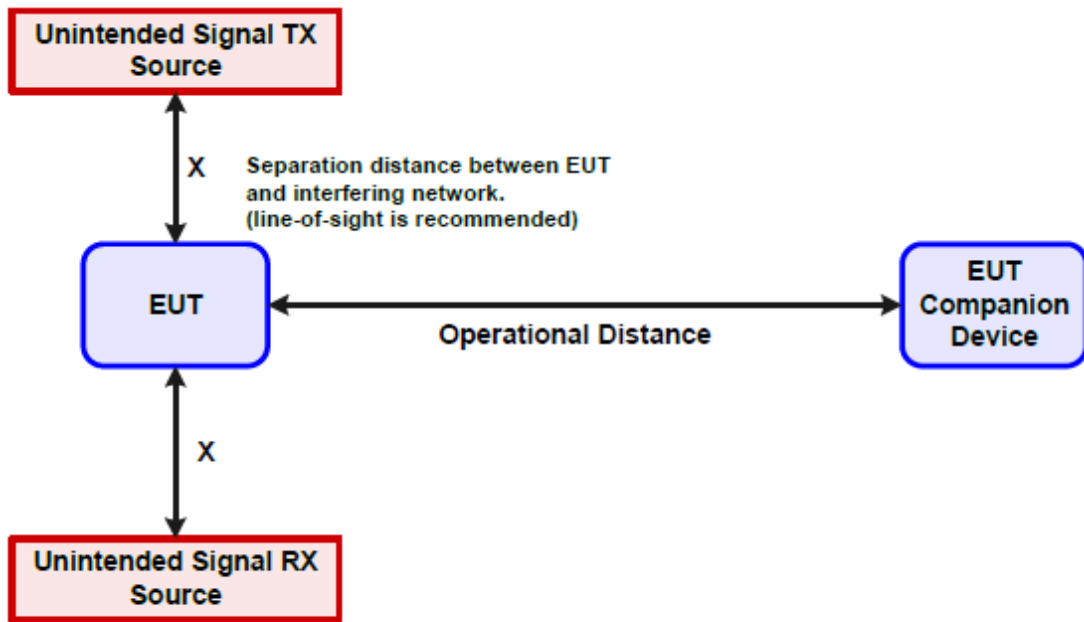 Unintended Signal TX
Source
X
Separation distance between EUT
and interfering network.
(line-of-sight is recommended)
EUT
Operational Distance
EUT
Companion
Device
X
Unintended Signal RX
Source